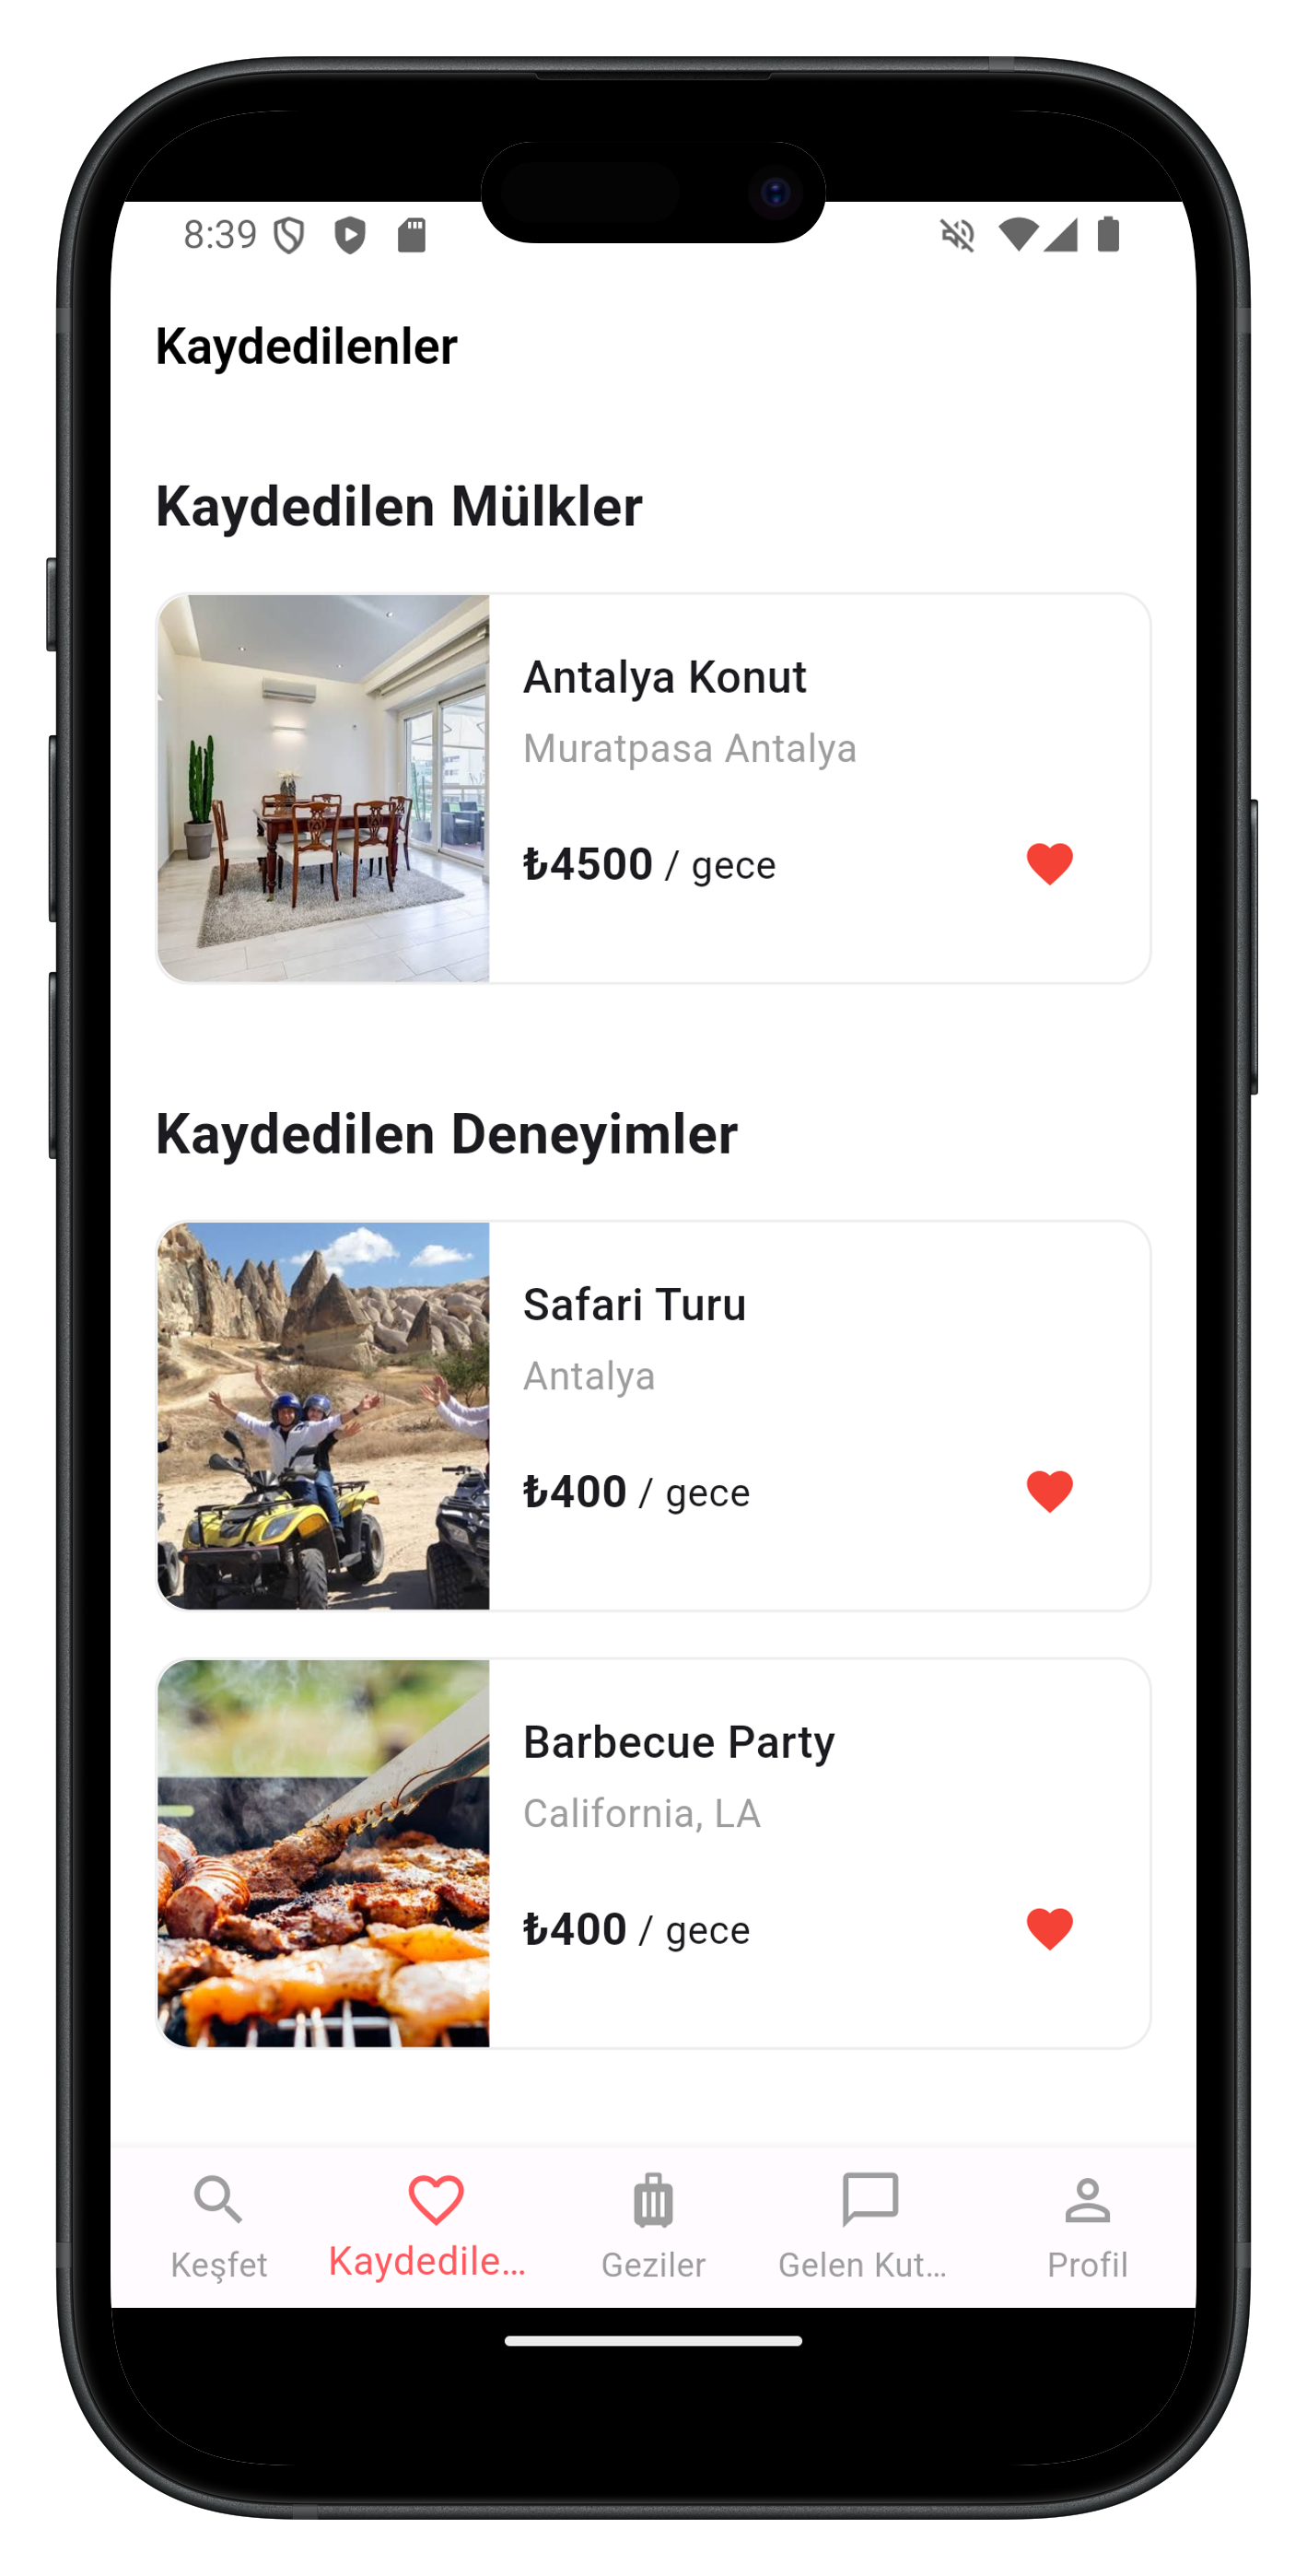 8:39
Kaydedilenler
Kaydedilen Mülkler
Antalya Konut
Muratpasa Antalya
₺4500 / gece
Kaydedilen Deneyimler
Safari Turu
Antalya
₺400 / gece
Barbecue Party
California, LA
₺400 / gece
Keşfet
Kaydedile...
Geziler
Gelen Kut...
Profil